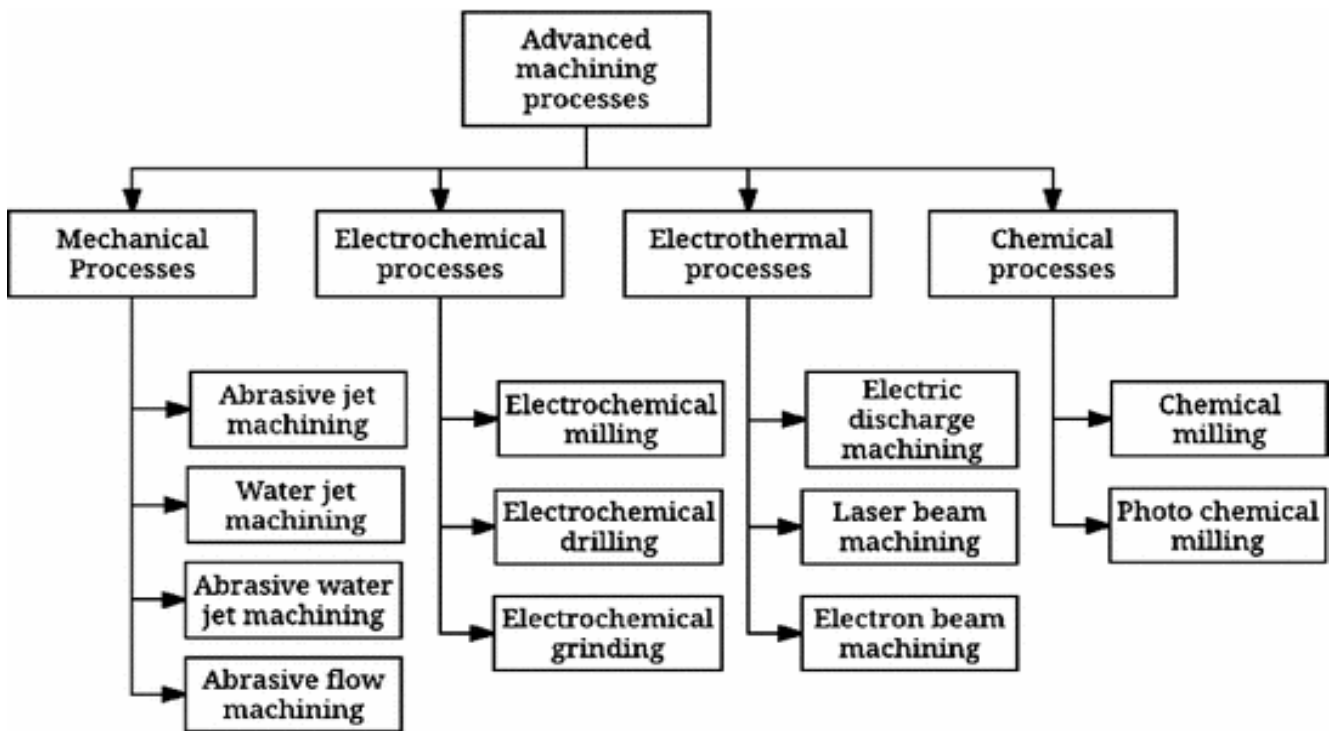 Advanced
machining
processes
Mechanical
Processes
Electrochemical
processes
Electrothermal
processes
Chemical
processes
Abrasive jet
machining
Water jet
machining
Abrasive water
jet machining
Abrasive flow
machining
Electrochemical
milling
Electrochemical
drilling
Electrochemical
grinding
Electric
discharge
machining
Laser beam
machining
Electron beam
machining
Chemical
milling
Photo chemical
milling